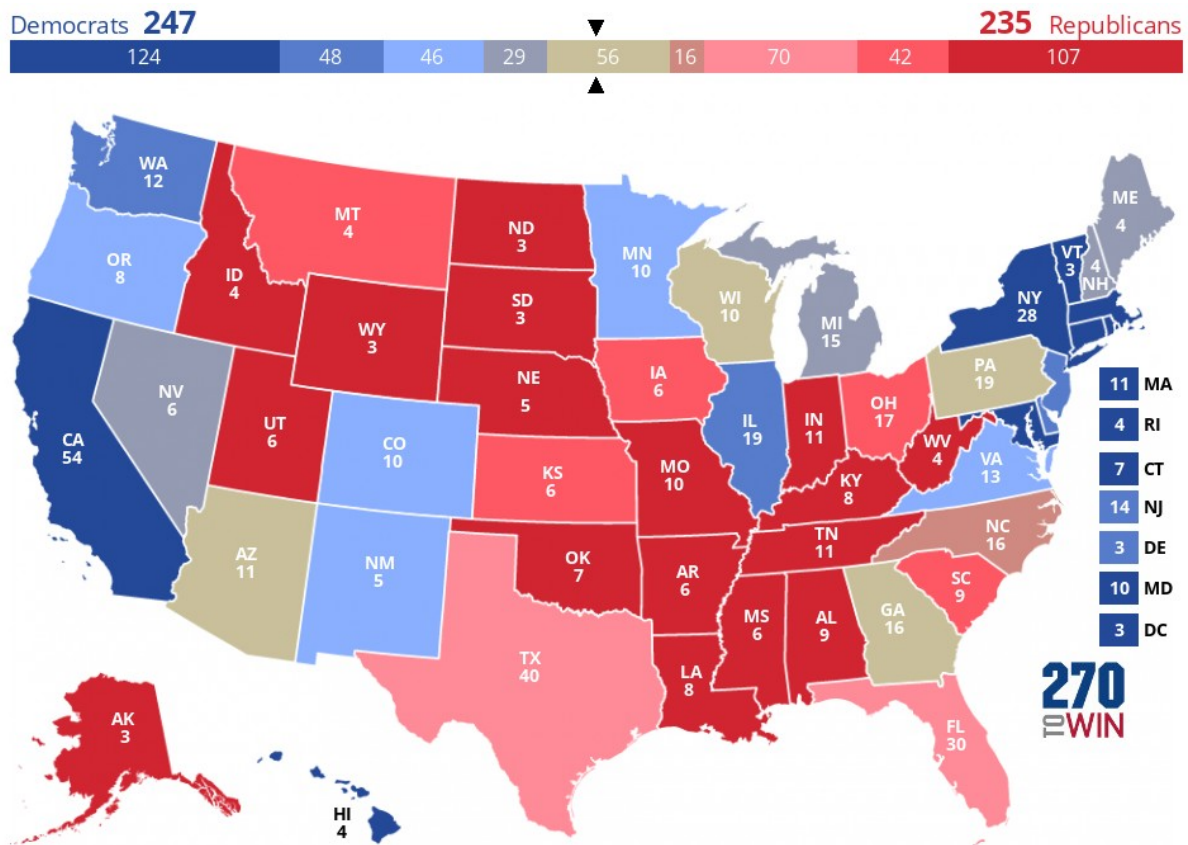 Democrats 247
235 Republicans
124 48 46 29 56 16 70 42 107
WA
12
OR
8
CA
54
NV
6
ID
4
MT
4
WY
3
UT
6
AZ
11
CO
10
NM
5
ND
3
SD
3
NE
5
KS
6
OK
7
TX
40
MN
10
IA
6
MO
10
AR
6
LA
8
WI
10
IL
19
MS
6
MI
15
IN
11
KY
8
TN
11
AL
9
OH
17
WV
4
GA
16
FL
30
SC
9
NC
16
VA
13
PA
19
NY
28
VT
3
4
NH
ME
4
11 MA
4 RI
7 CT
14 NJ
3 DE
10 MD
3 DC
AK
3
HI
4
270
TO WIN